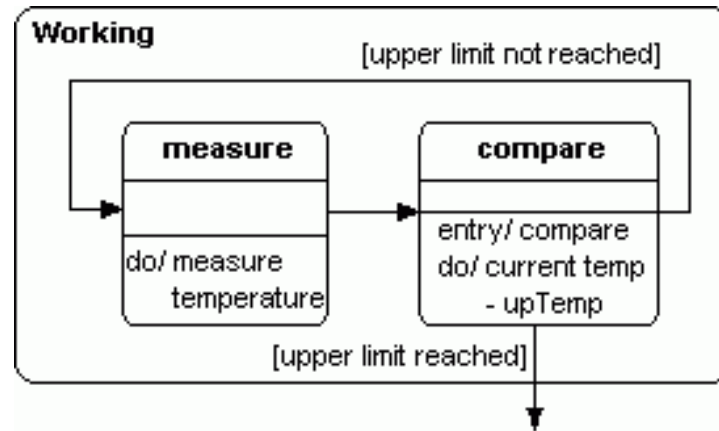 Working
[upper limit not reached]
measure
compare
do/ measure
temperature
entry/ compare
do/ current temp
- upTemp
[upper limit reached]